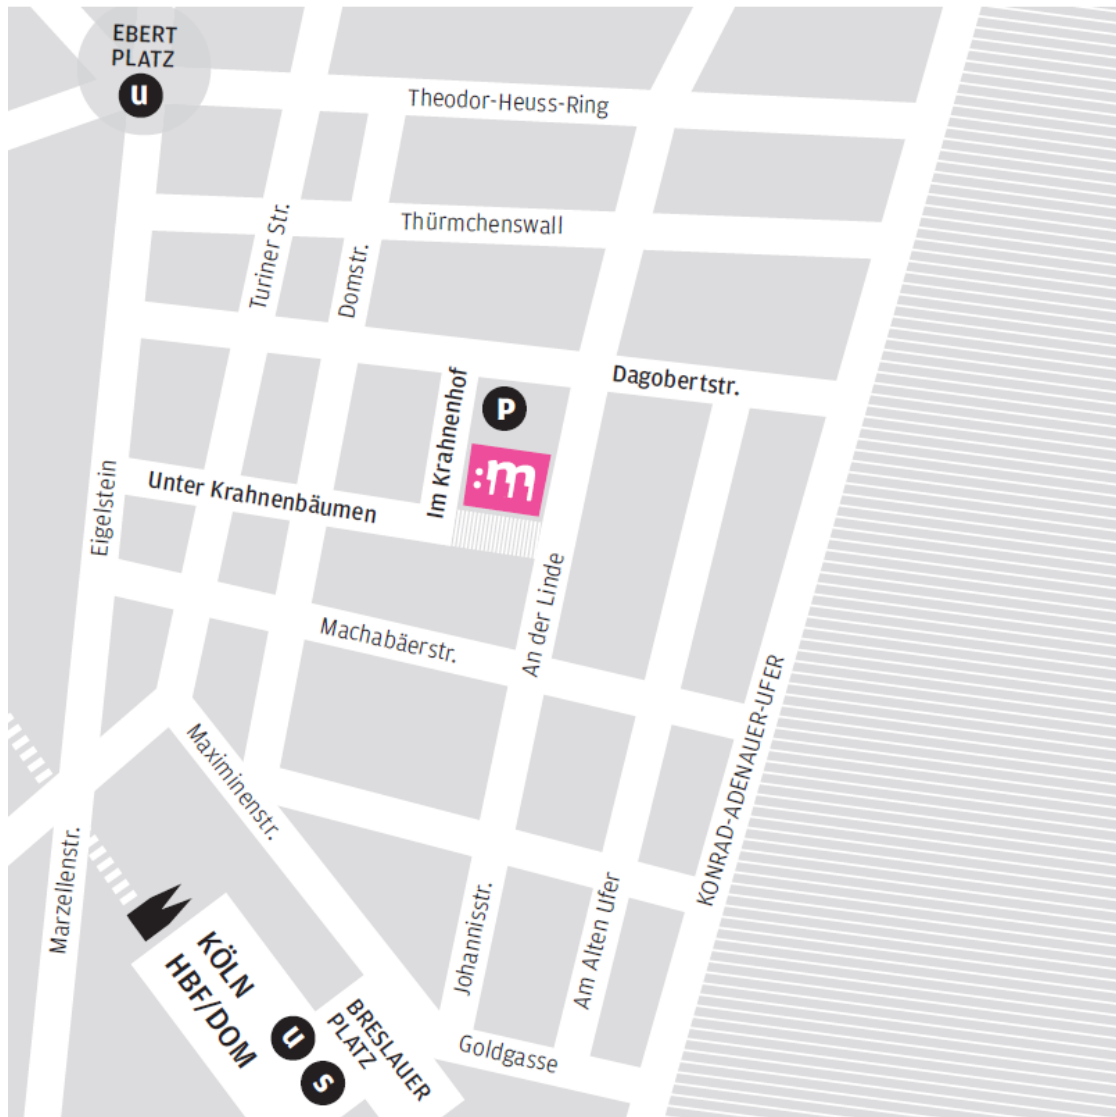 EBERT
PLATZ
u
Theodor-Heuss-Ring
Thürmchenswall
Turiner Str.
Domstr.
Dagobertstr.
Im Krahnenhof
P
:m
Unter Krahnenbäumen
Eigelstein
An der Linde
Machabäerstr.
Maximinenstr.
KONRAD-ADENAUER-UFER
Marzellenstr.
Johannisstr.
Am Alten Ufer
KÖLN
HBF/DOM
u
s
BRESLAUER
PLATZ
Goldgasse